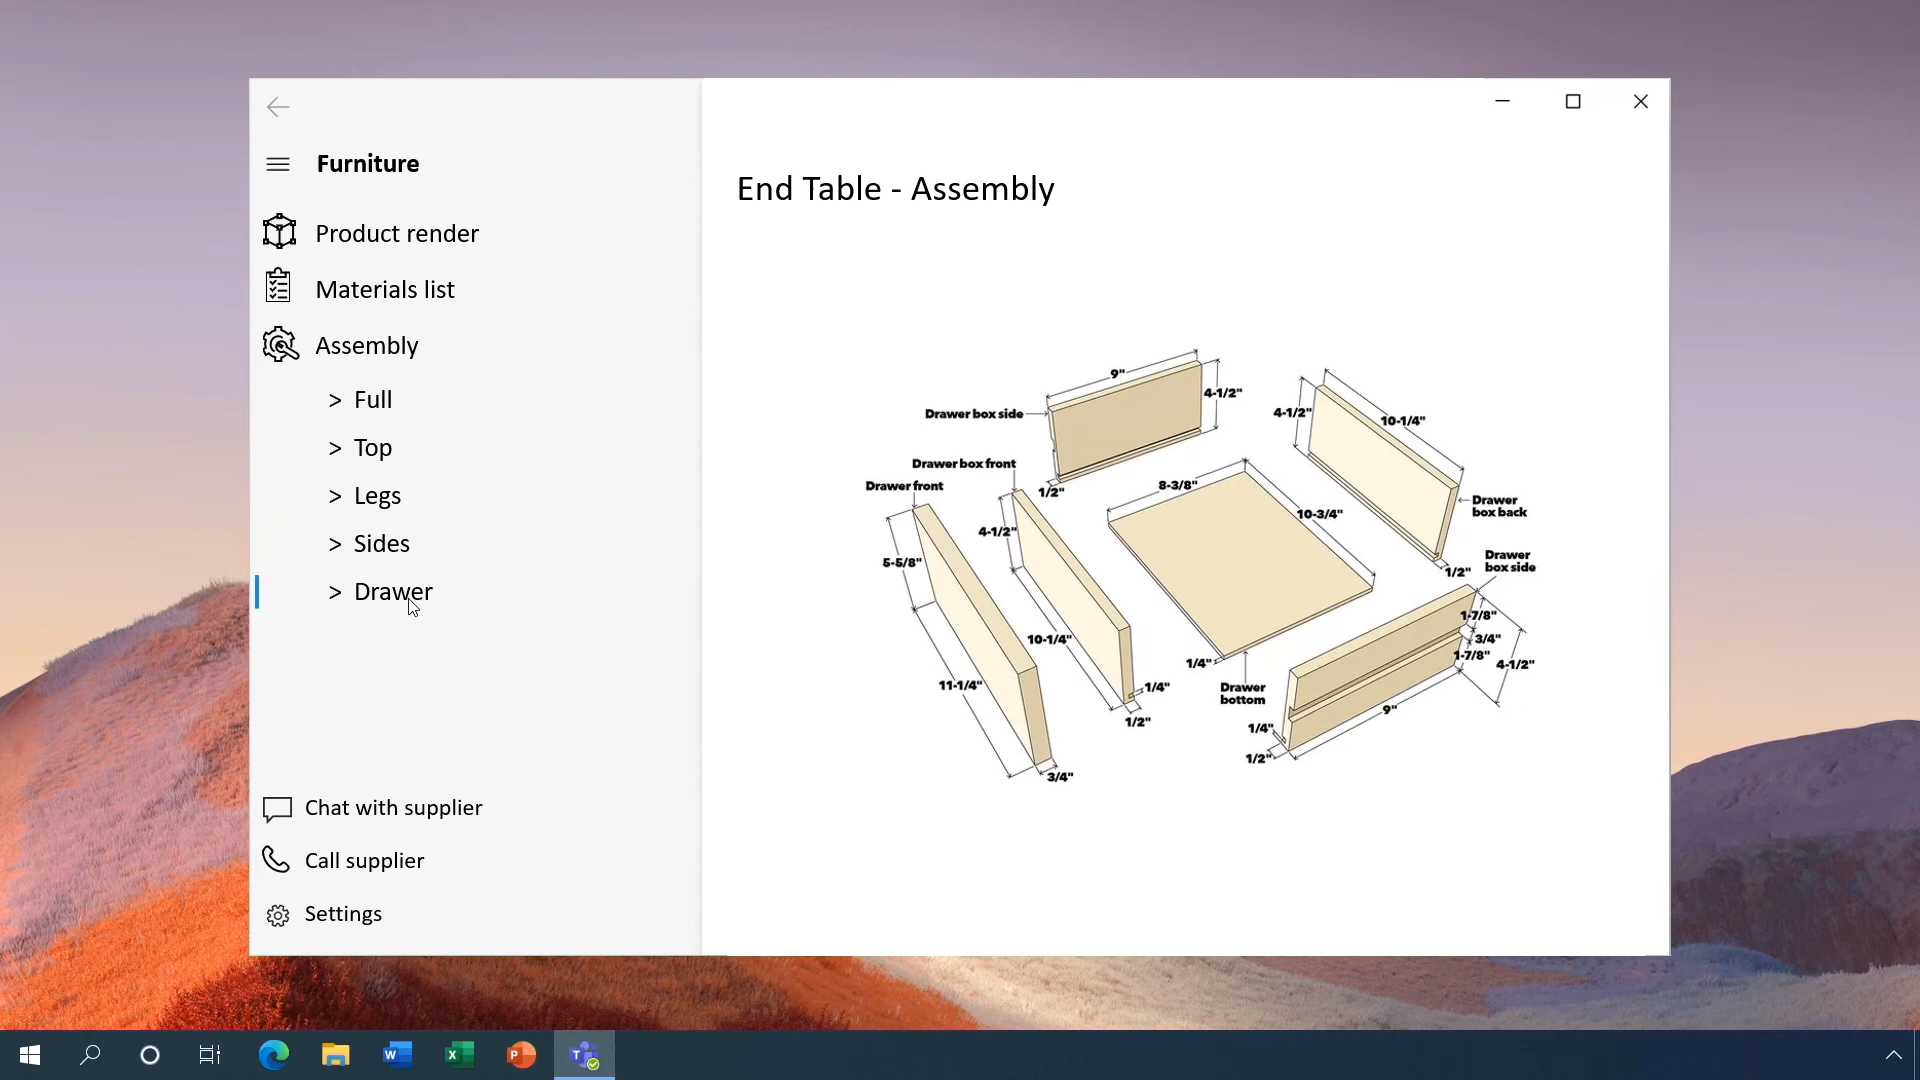 Furniture
Product render
Materials list
Assembly
> Full
> Top
> Legs
> Sides
> Drawer
Chat with supplier
Call supplier
Settings
End Table - Assembly
9"
4-1/2"
Drawer box side
1/2"
4-1/2"
10-1/4"
Drawer
box back
1/2"
Drawer box front
Drawer front
4-1/2"
5-5/8"
10-1/4"
11-1/4"
1/4"
1/2"
3/4"
8-3/8"
10-3/4"
1/4"
Drawer
bottom
Drawer
box side
1-7/8"
3/4"
1-7/8"
4-1/2"
9"
1/4"
1/2"
W
X
P
T